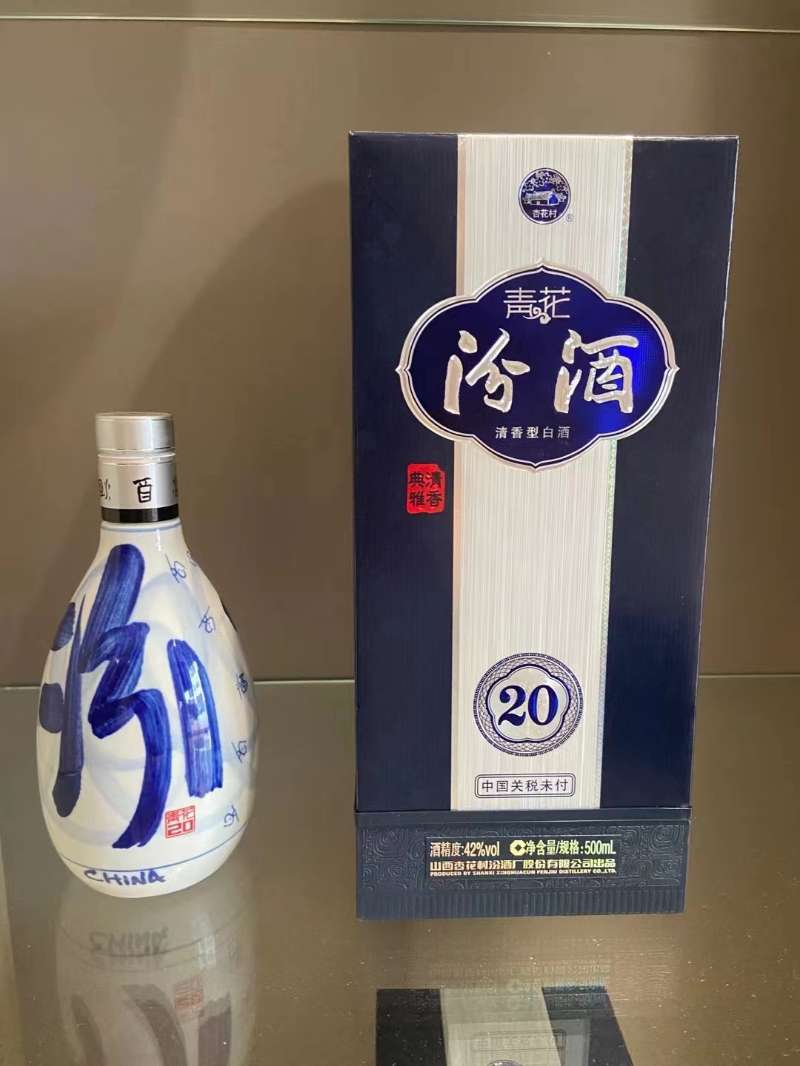 杏花村
青花
汾酒
清香型白酒
清香
典雅
20
中国关税未付
酒精度:42%vol 净含量/规格:500mL
山西杏花村汾酒厂股份有限公司出品
PRODUCED BY SHANXI XINGHUACUN FENJIU DISTILLERY CO.,LTD.
汾
酒
青花
20
CHINA